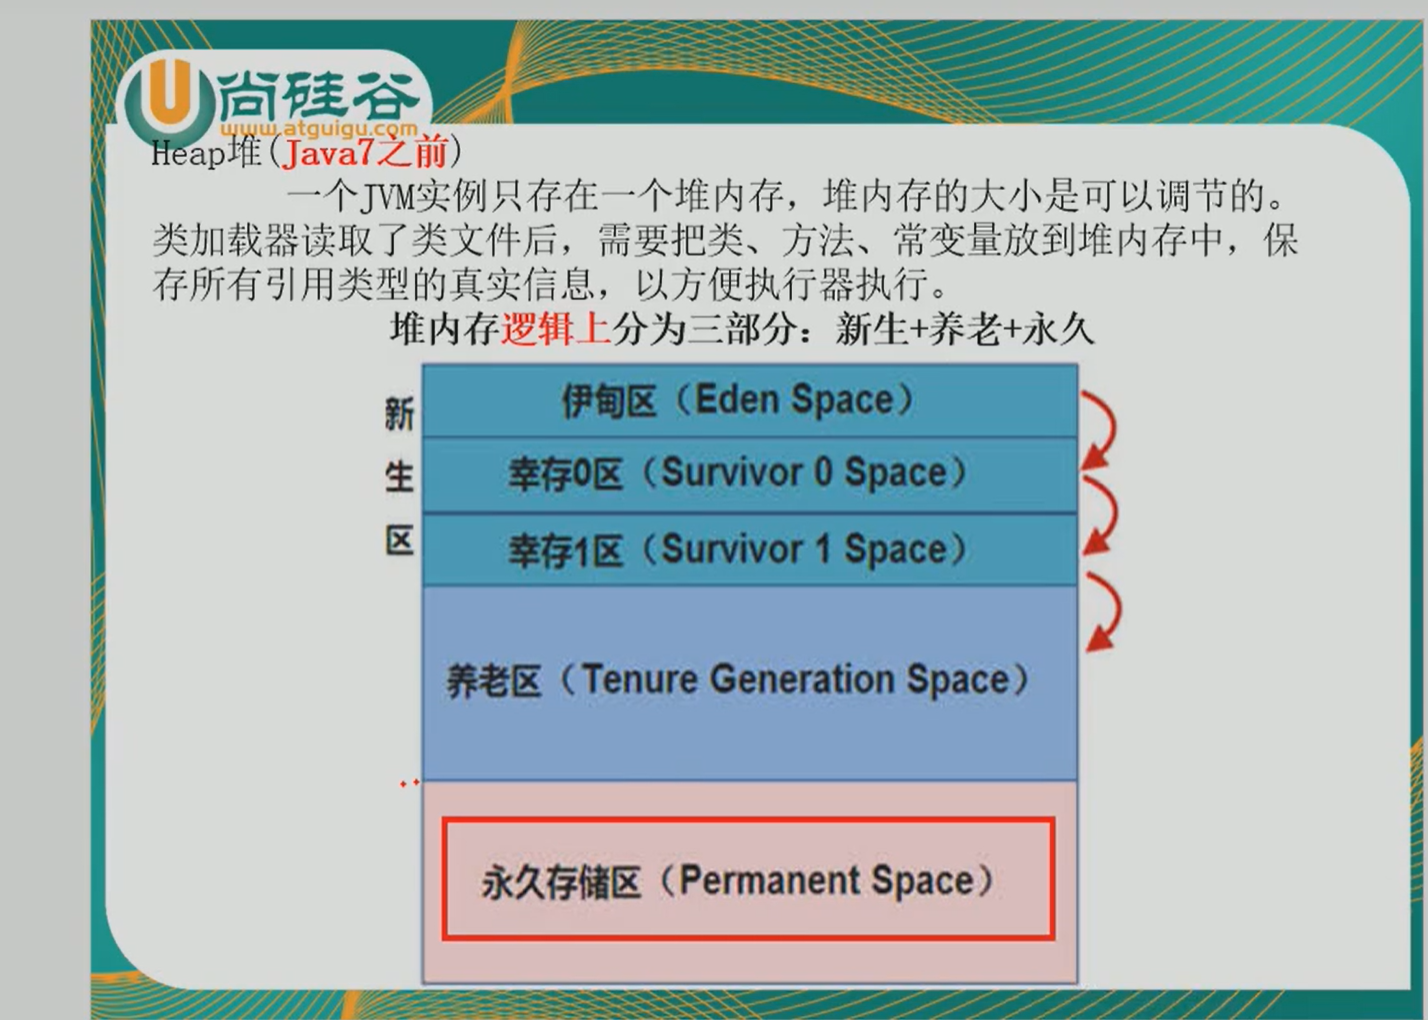 尚硅谷
www.atguigu.com
Heap堆(Java7之前)
一个JVM实例只存在一个堆内存，堆内存的大小是可以调节的。
类加载器读取了类文件后，需要把类、方法、常变量放到堆内存中，保
存所有引用类型的真实信息，以方便执行器执行。
堆内存逻辑上分为三部分：新生+养老+永久
新生区
伊甸区（Eden Space）
幸存0区（Survivor 0 Space）
幸存1区（Survivor 1 Space）
养老区（Tenure Generation Space）
永久存储区（Permanent Space）